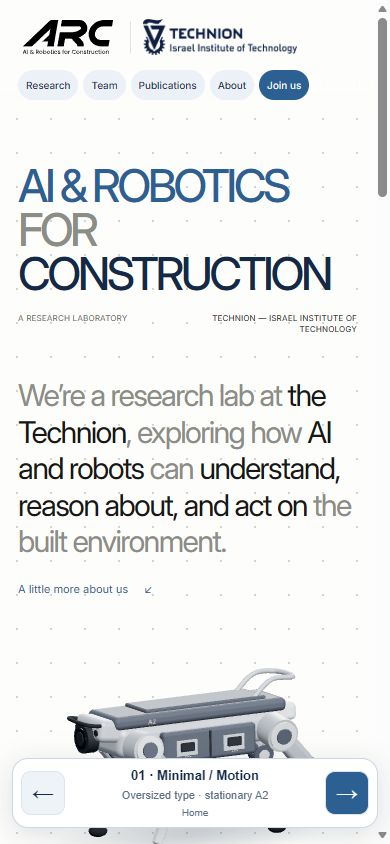 ARC
AI & Robotics for Construction
TECHNION
Israel Institute of Technology
Research
Team
Publications
About
Join us
AI & ROBOTICS
FOR
CONSTRUCTION
A RESEARCH LABORATORY
TECHNION — ISRAEL INSTITUTE OF
TECHNOLOGY
We're a research lab at the
Technion, exploring how AI
and robots can understand,
reason about, and act on the
built environment.
A little more about us ↙
A2
←
01 · Minimal / Motion
Oversized type · stationary A2
Home
→